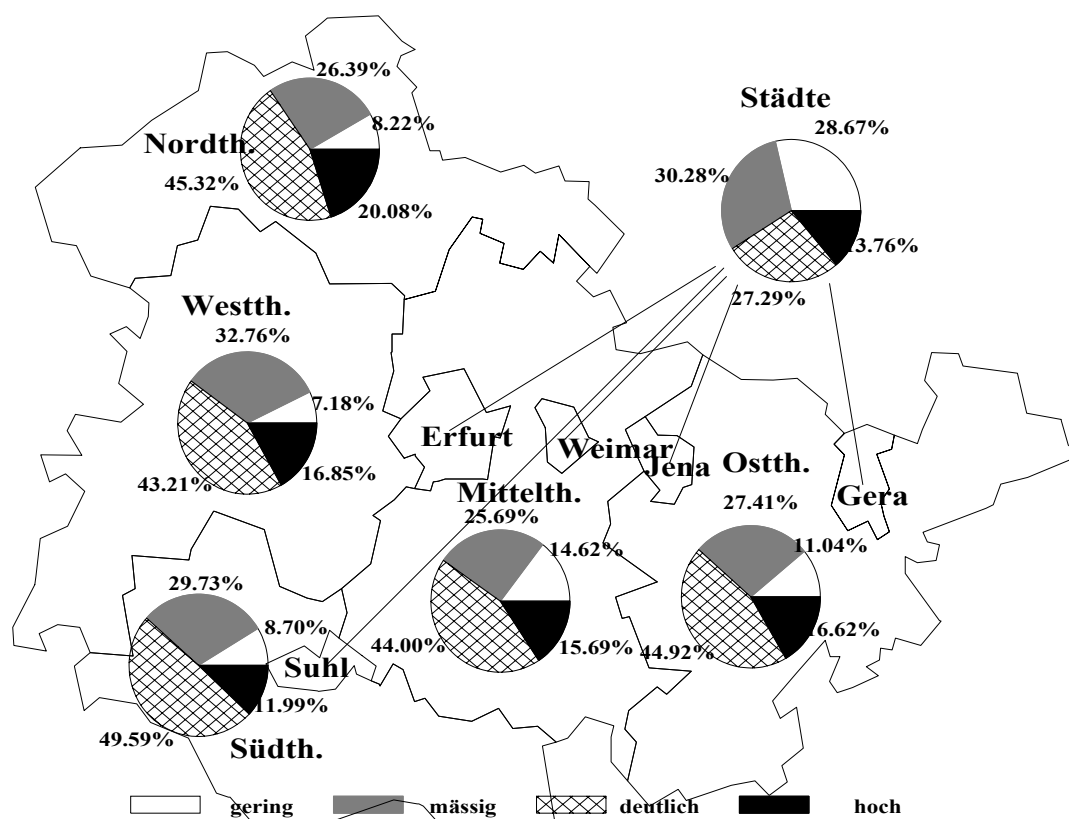 26.39%
8.22%
Nordth.
45.32%
20.08%
Städte
28.67%
30.28%
13.76%
27.29%
Westth.
32.76%
7.18%
43.21%
16.85%
Erfurt
Weimar
Jena
Gera
Suhl
Mittelth.
25.69%
14.62%
44.00%
15.69%
Ostth.
27.41%
11.04%
44.92%
16.62%
29.73%
8.70%
49.59%
11.99%
Südth.
gering mässig deutlich hoch